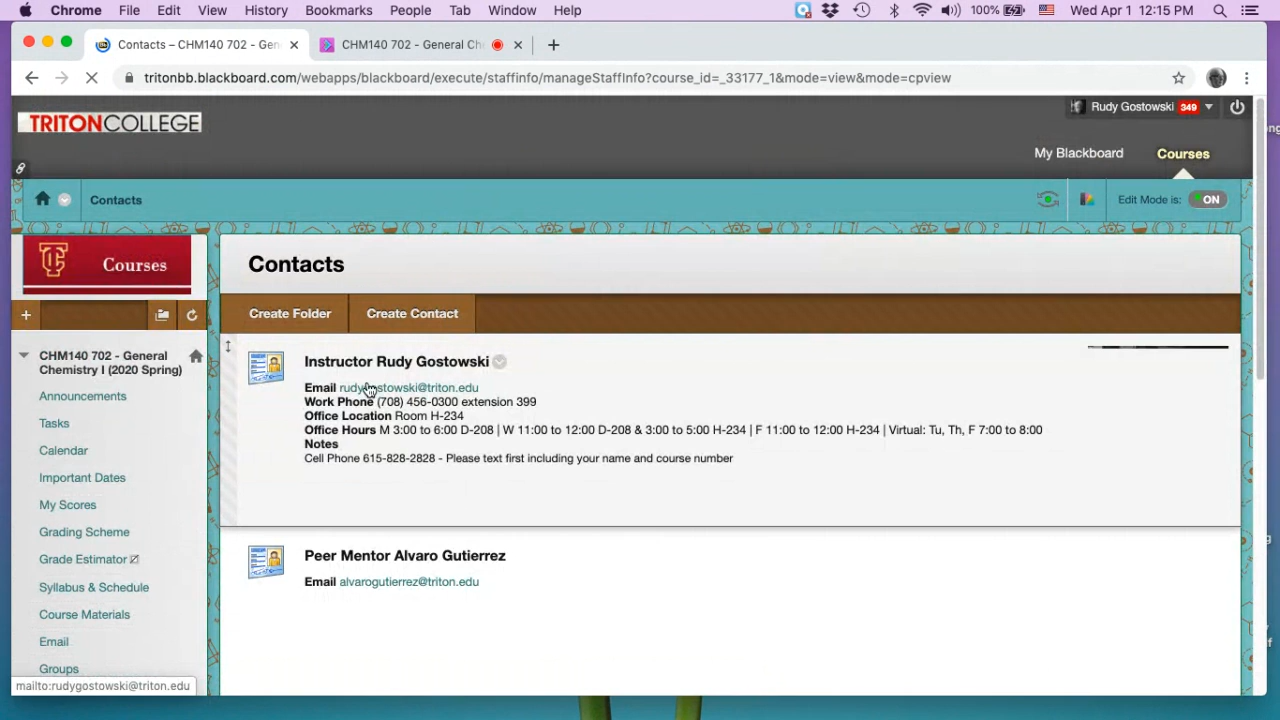 Chrome File Edit View History Bookmarks People Tab Window Help 100% Wed Apr 1 12:15 PM
Contacts – CHM140 702 - Gen CHM140 702 - General Ch
tritonbb.blackboard.com/webapps/blackboard/execute/staffinfo/manageStaffInfo?course_id=_33177_1&mode=view&mode=cpview
TRITONCOLLEGE
Rudy Gostowski 349
My Blackboard Courses
Contacts
Edit Mode is: ON
TC Courses
Contacts
Create Folder Create Contact
Instructor Rudy Gostowski
Email rudygostowski@triton.edu
Work Phone (708) 456-0300 extension 399
Office Location Room H-234
Office Hours M 3:00 to 6:00 D-208 | W 11:00 to 12:00 D-208 & 3:00 to 5:00 H-234 | F 11:00 to 12:00 H-234 | Virtual: Tu, Th, F 7:00 to 8:00
Notes
Cell Phone 615-828-2828 - Please text first including your name and course number
Peer Mentor Alvaro Gutierrez
Email alvarogutierrez@triton.edu
CHM140 702 - General
Chemistry I (2020 Spring)
Announcements
Tasks
Calendar
Important Dates
My Scores
Grading Scheme
Grade Estimator
Syllabus & Schedule
Course Materials
Email
Groups
mailto:rudygostowski@triton.edu